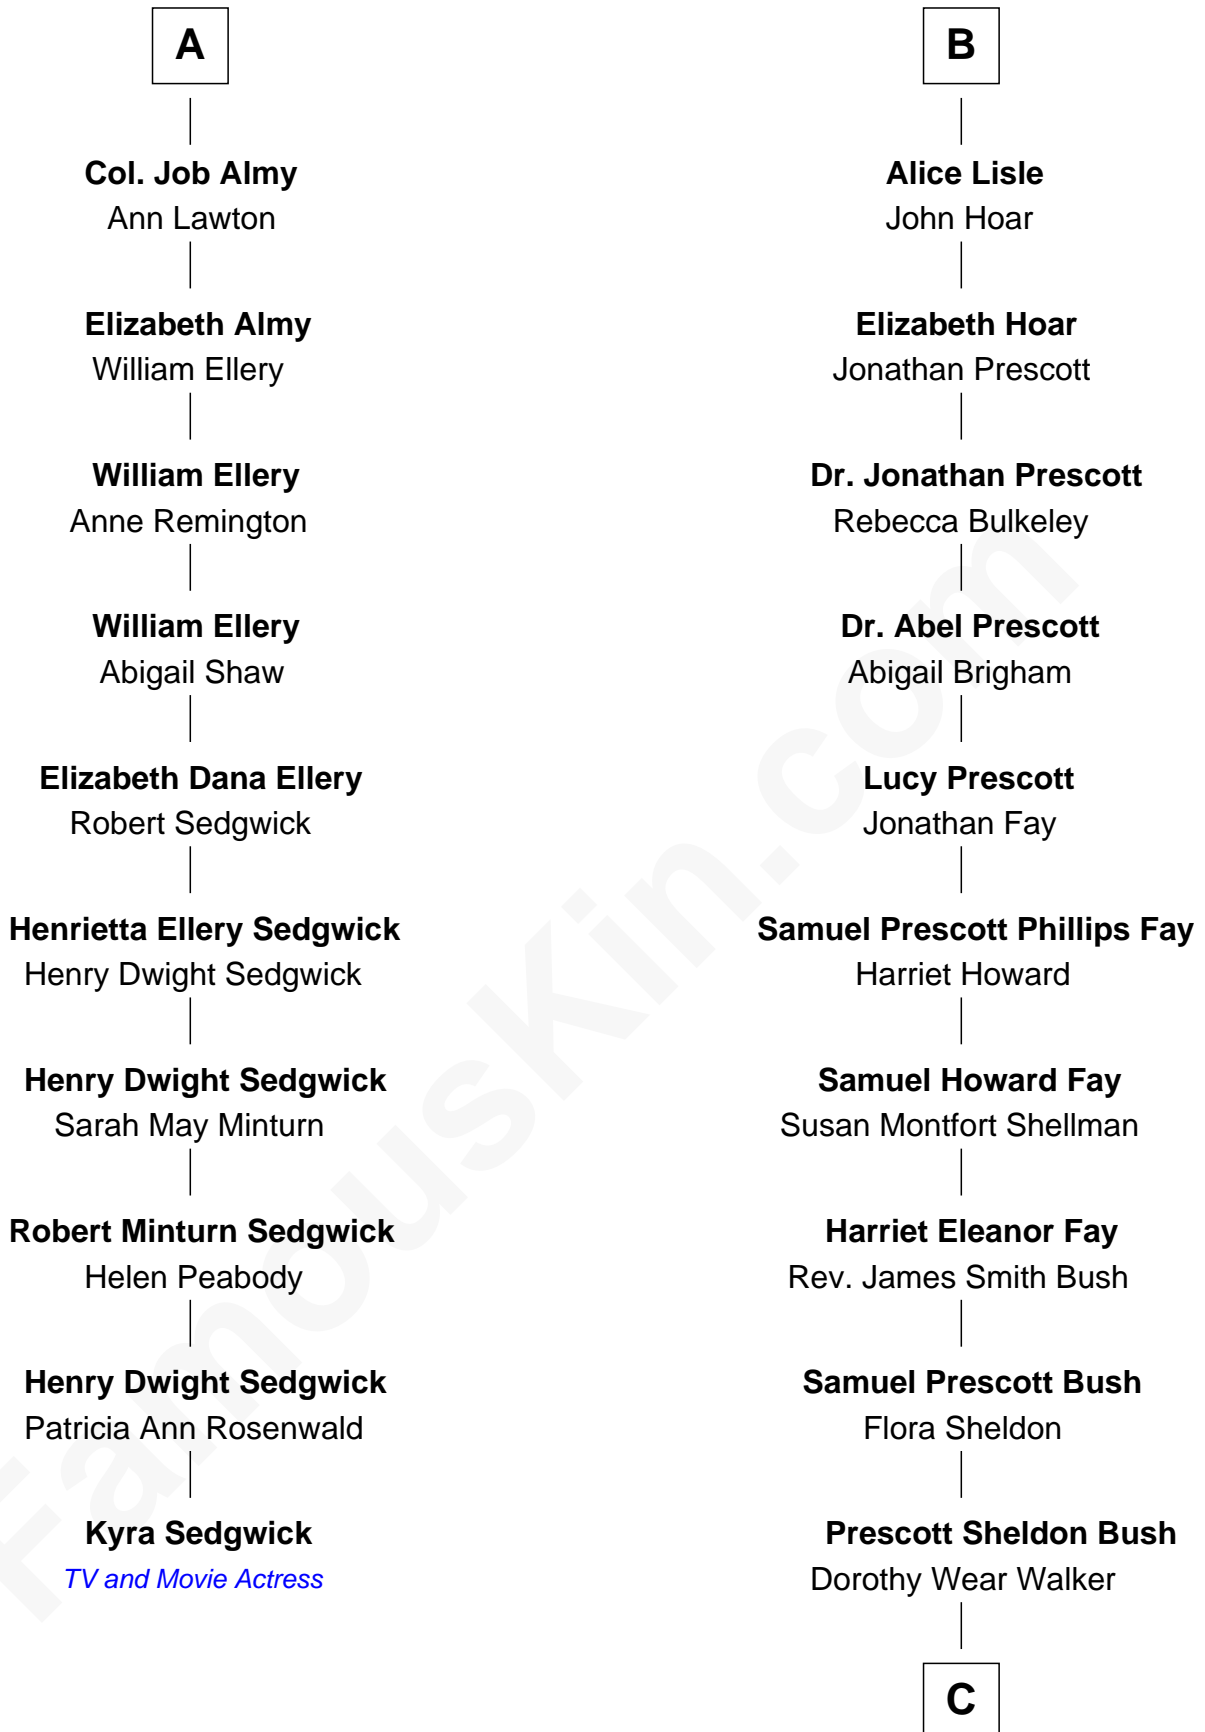 A
Col. Job Almy
Ann Lawton
Elizabeth Almy
William Ellery
William Ellery
Anne Remington
William Ellery
Abigail Shaw
Elizabeth Dana Ellery
Robert Sedgwick
Henrietta Ellery Sedgwick
Henry Dwight Sedgwick
Henry Dwight Sedgwick
Sarah May Minturn
Robert Minturn Sedgwick
Helen Peabody
Henry Dwight Sedgwick
Patricia Ann Rosenwald
Kyra Sedgwick
TV and Movie Actress
B
Alice Lisle
John Hoar
Elizabeth Hoar
Jonathan Prescott
Dr. Jonathan Prescott
Rebecca Bulkeley
Dr. Abel Prescott
Abigail Brigham
Lucy Prescott
Jonathan Fay
Samuel Prescott Phillips Fay
Harriet Howard
Samuel Howard Fay
Susan Montfort Shellman
Harriet Eleanor Fay
Rev. James Smith Bush
Samuel Prescott Bush
Flora Sheldon
Prescott Sheldon Bush
Dorothy Wear Walker
C
FamousKin.com